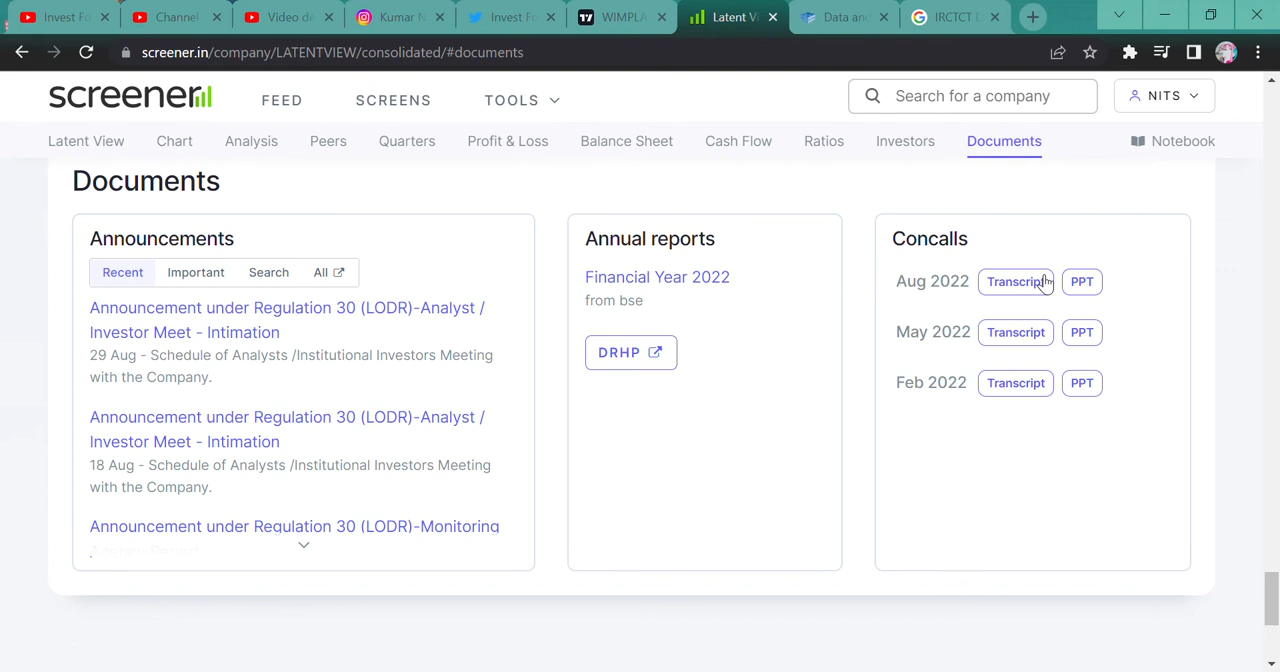 Invest Fo
Channel
Video de
Kumar N
Invest Fo
WIMPLA
Latent Vi
Data and
IRCTCT D
screener.in/company/LATENTVIEW/consolidated/#documents
screener
FEED
SCREENS
TOOLS
Search for a company
NITS
Latent View
Chart
Analysis
Peers
Quarters
Profit & Loss
Balance Sheet
Cash Flow
Ratios
Investors
Documents
Notebook
Documents
Announcements
Recent
Important
Search
All
Announcement under Regulation 30 (LODR)-Analyst /
Investor Meet - Intimation
29 Aug - Schedule of Analysts /Institutional Investors Meeting
with the Company.
Announcement under Regulation 30 (LODR)-Analyst /
Investor Meet - Intimation
18 Aug - Schedule of Analysts /Institutional Investors Meeting
with the Company.
Announcement under Regulation 30 (LODR)-Monitoring
Agency Report
Annual reports
Financial Year 2022
from bse
DRHP
Concalls
Aug 2022 Transcript PPT
May 2022 Transcript PPT
Feb 2022 Transcript PPT